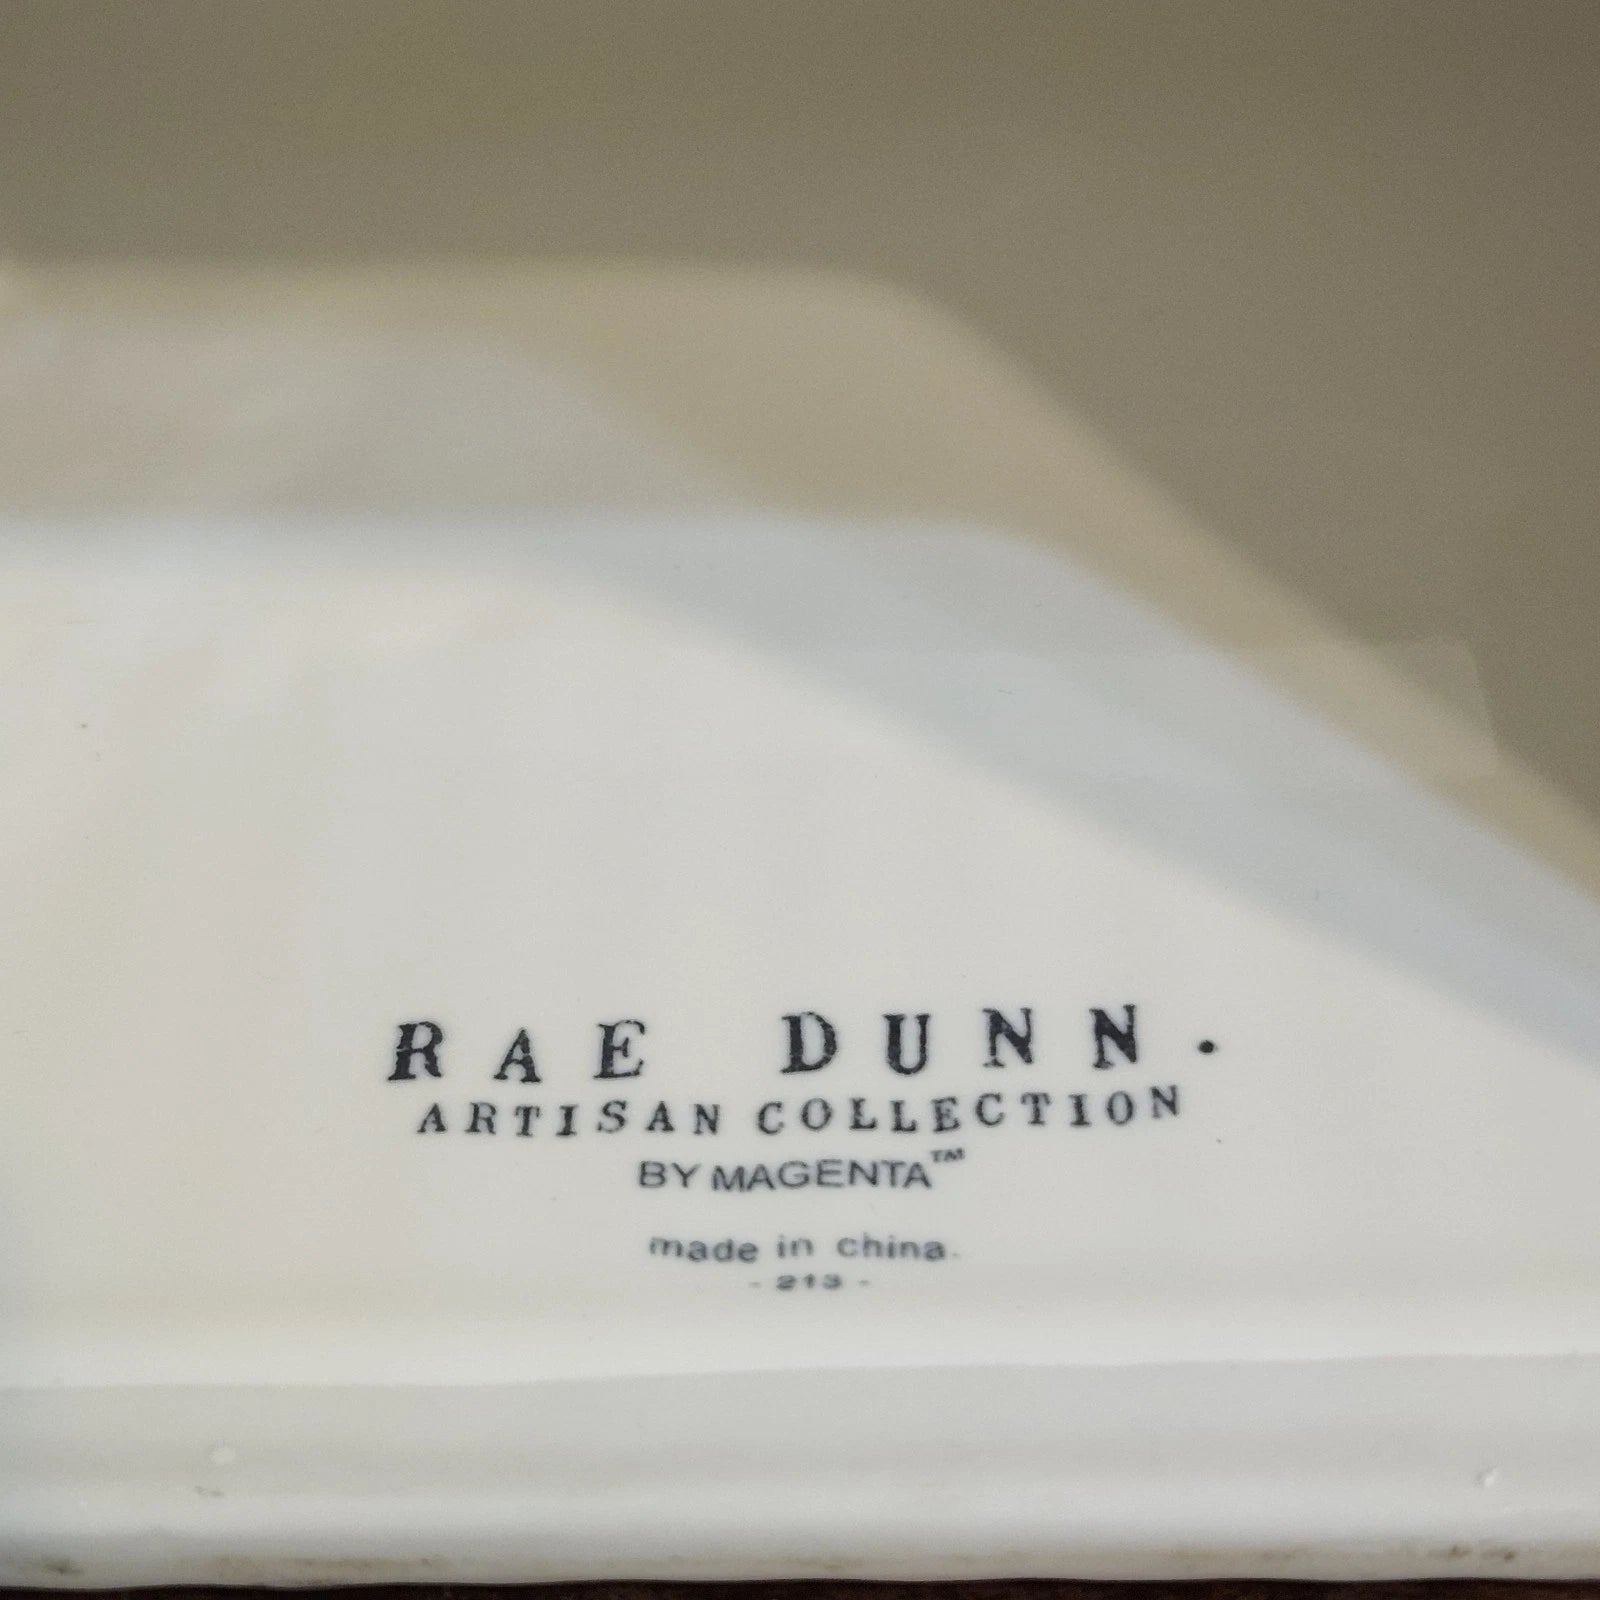 RAE DUNN.
ARTISAN COLLECTION
BY MAGENTA™
made in china.
- 213 -